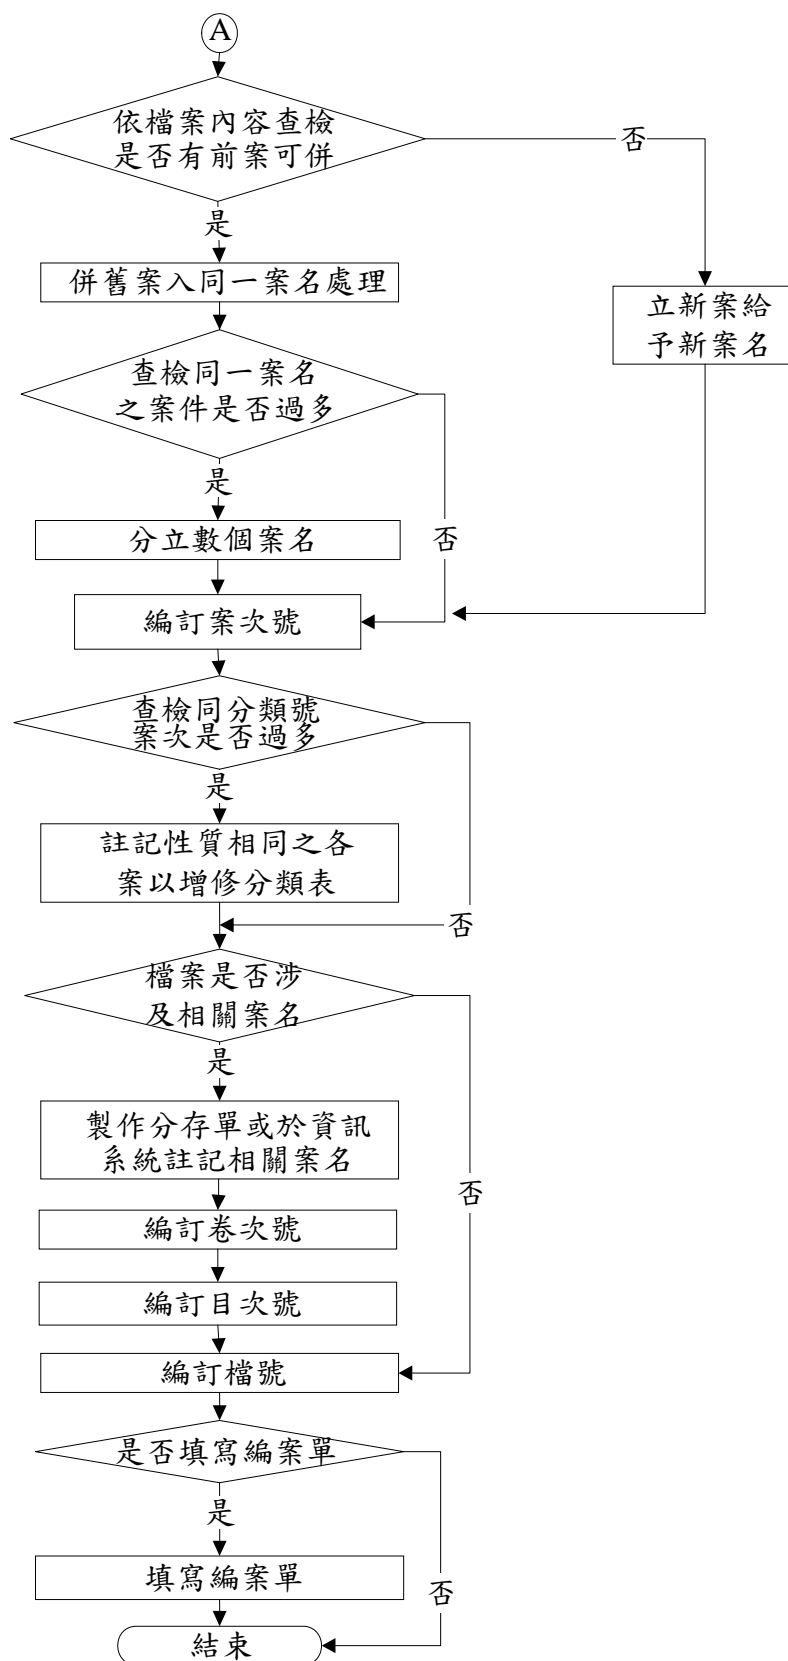 A
依檔案內容查檢
是否有前案可併
否
是
併舊案入同一案名處理
立新案給
予新案名
查檢同一案名
之案件是否過多
是
分立數個案名
否
編訂案次號
查檢同分類號
案次是否過多
是
註記性質相同之各
案以增修分類表
否
檔案是否涉
及相關案名
是
製作分存單或於資訊
系統註記相關案名
否
編訂卷次號
編訂目次號
編訂檔號
是否填寫編案單
是
填寫編案單
否
結束